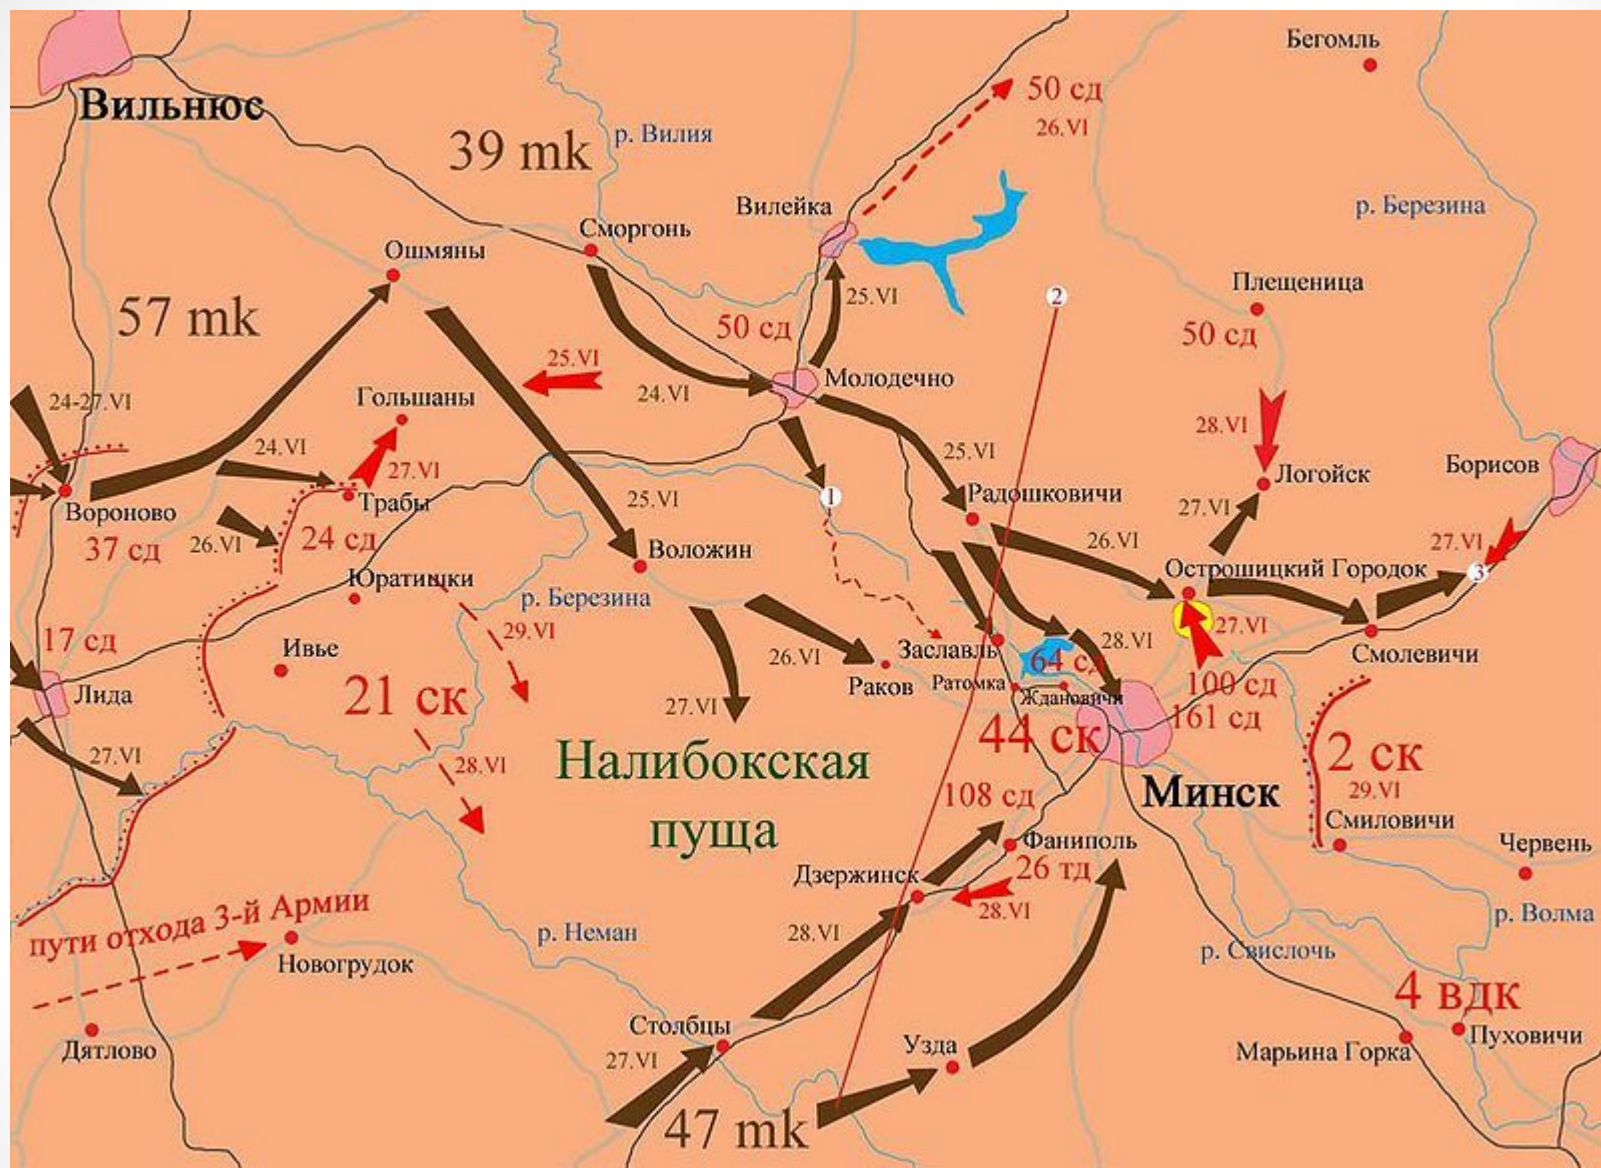 Бегомль
50 сд
26.VI
Вильнюс
39 mk
р. Вилия
Вилейка
р. Березина
Сморгонь
Ошмяны
Плещеница
2
25.VI
57 mk
50 сд
50 сд
25.VI
Молодечно
24.VI
24-27.VI
Гольшаны
28.VI
24.VI
25.VI
27.VI
Логойск
Борисов
1
Радошковичи
Трабы
Вороново
25.VI
27.VI
37 сд
26.VI
24 сд
Воложин
26.VI
27.VI
Острошицкий Городок
3
Юратишки
р. Березина
29.VI
27.VI
17 сд
Ивье
26.VI
Заславль
28.VI
64 сд
Смолевичи
Лида
21 ск
Раков
Ратомка
Ждановичи
100 сд
27.VI
161 сд
44 ск
27.VI
28.VI
Налибокская
пуща
2 ск
29.VI
108 сд
Минск
Смиловичи
Фаниполь
Червень
26 тд
Дзержинск
28.VI
пути отхода 3-й Армии
р. Неман
28.VI
р. Волма
р. Свислочь
Новогрудок
4 вдк
Столбцы
Узда
Пуховичи
Дятлово
27.VI
Марьина Горка
47 mk